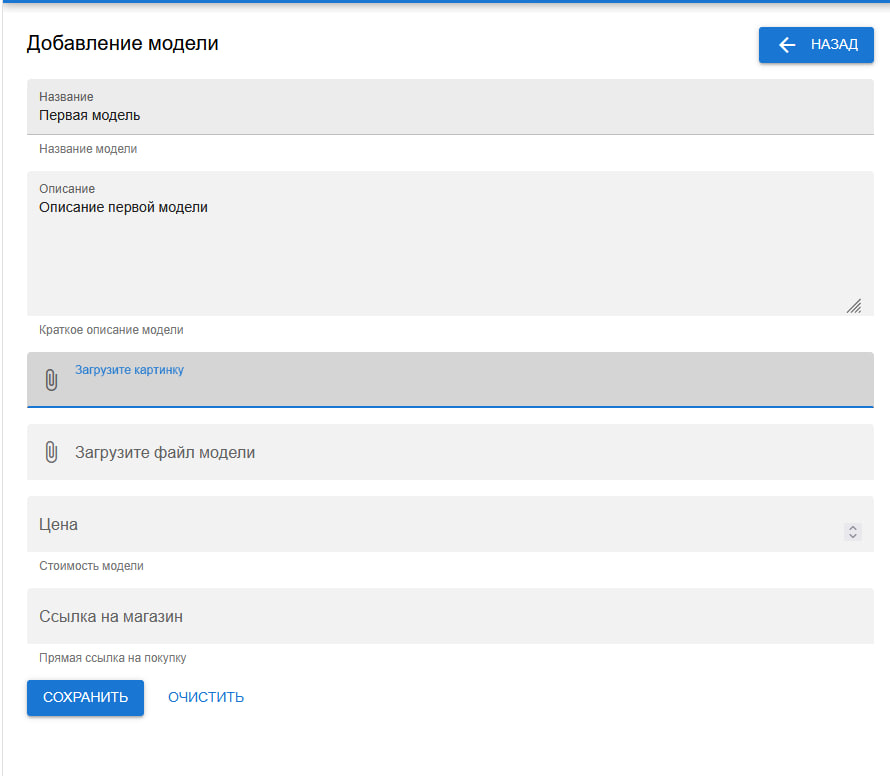 Добавление модели
НАЗАД
Название
Первая модель
Название модели
Описание
Описание первой модели
Краткое описание модели
Загрузите картинку
Загрузите файл модели
Цена
Стоимость модели
Ссылка на магазин
Прямая ссылка на покупку
СОХРАНИТЬ ОЧИСТИТЬ